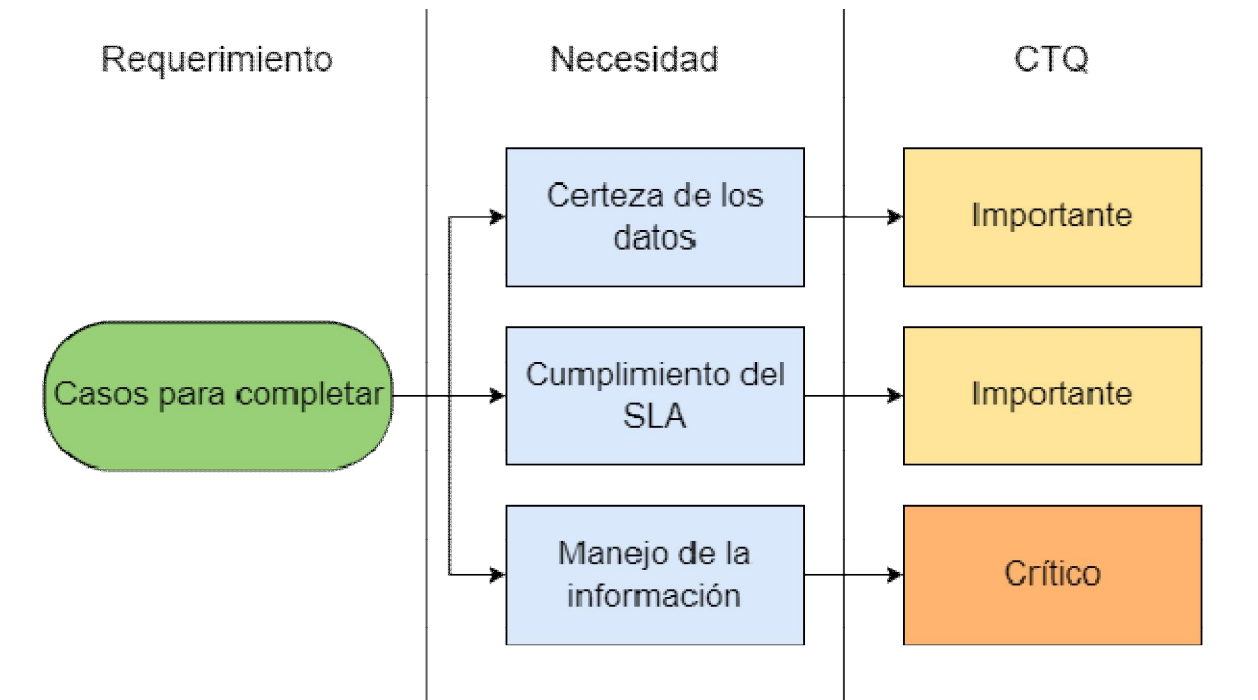 Requerimiento
Necesidad
CTQ
Certeza de los
datos
Importante
Casos para completar
Cumplimiento del
SLA
Importante
Manejo de la
información
Crítico